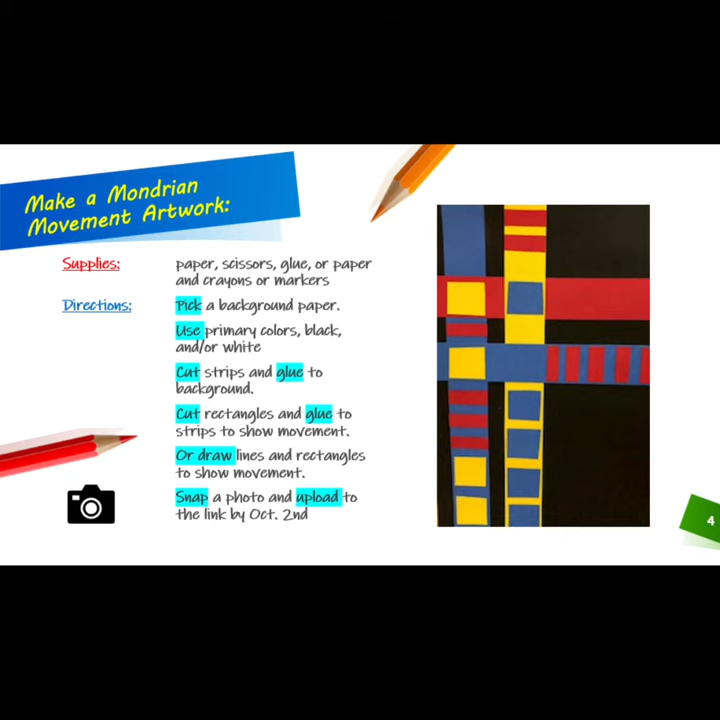 Make a Mondrian
Movement Artwork:
Supplies:
paper, scissors, glue, or paper
and crayons or markers
Directions:
Pick a background paper.
Use primary colors, black,
and/or white
Cut strips and glue to
background.
Cut rectangles and glue to
strips to show movement.
Or draw lines and rectangles
to show movement.
Snap a photo and upload to
the link by Oct. 2nd
4